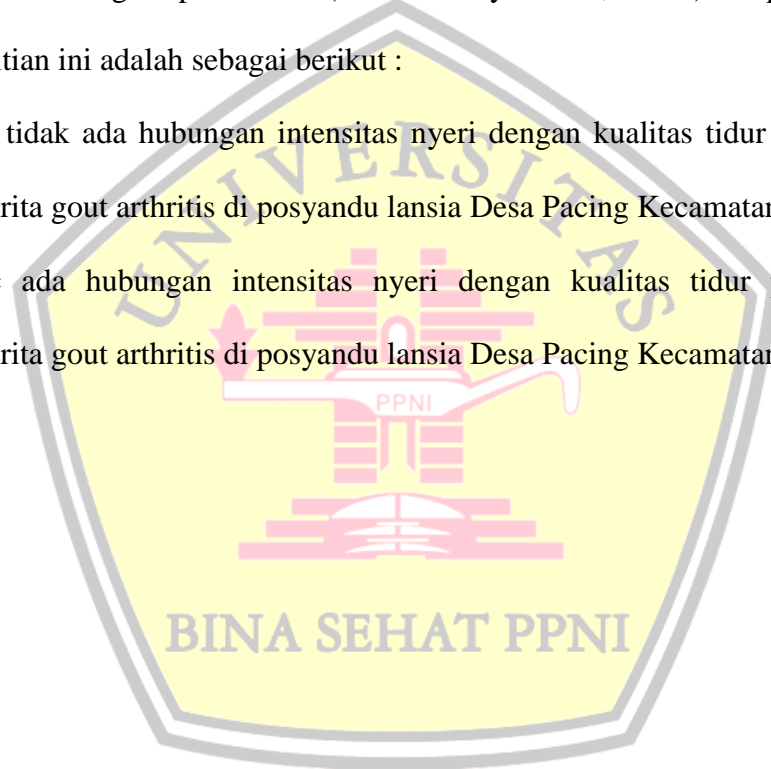 tian ini adalah sebagai berikut :
tidak ada hubungan intensitas nyeri dengan kualitas tidur
rita gout arthritis di posyandu lansia Desa Pacing Kecamatan
ada hubungan intensitas nyeri dengan kualitas tidur
rita gout arthritis di posyandu lansia Desa Pacing Kecamatan
UNIVERSITAS
PPNI
BINA SEHAT PPNI